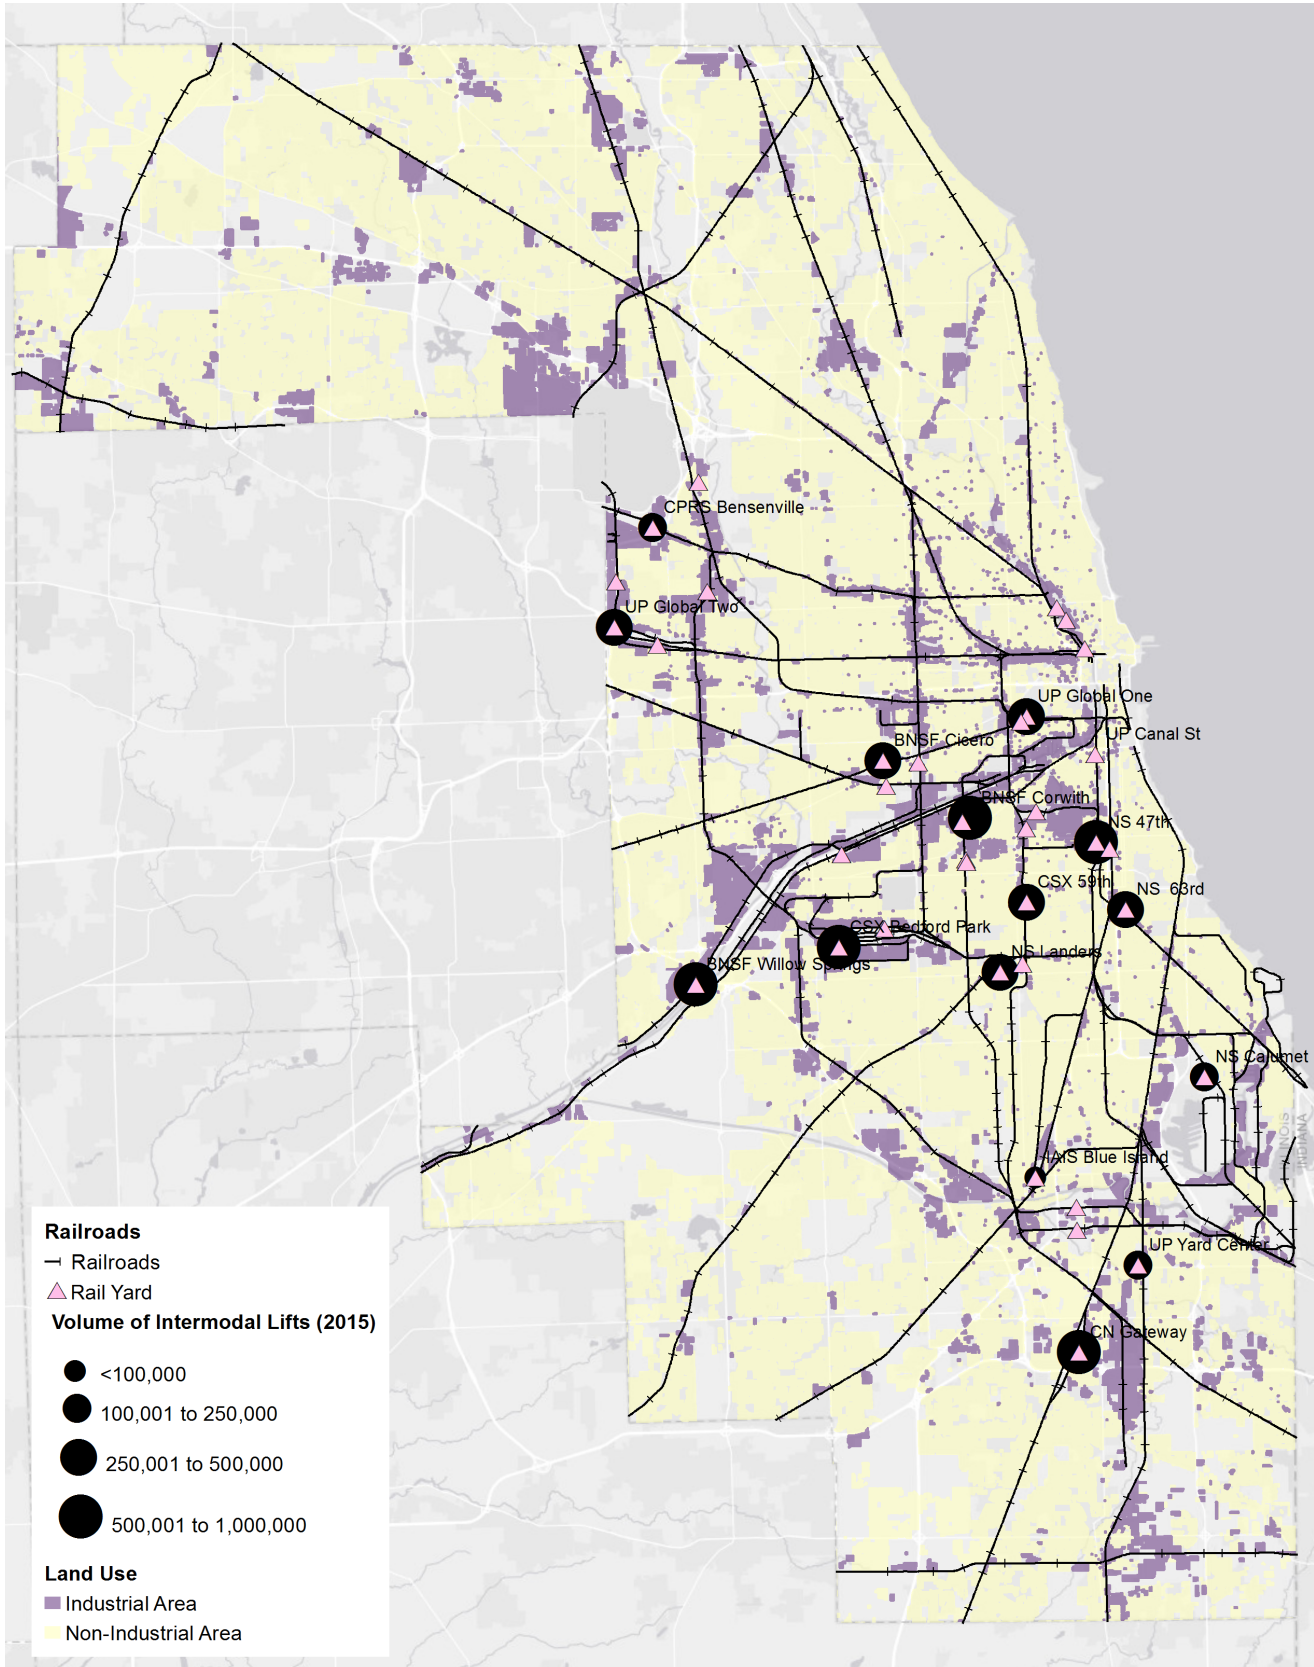 CPRS Bensenville
UP Global Two
UP Global One
UP Canal St
BNSF Cicero
BNSF Corwith
NS 47th
CSX 59th
NS 63rd
CSX Bedford Park
NS Landers
BNSF Willow Springs
NS Calumet
ILLINOIS
INDIANA
IAIS Blue Island
UP Yard Center
CN Gateway
Railroads
Railroads
Rail Yard
Volume of Intermodal Lifts (2015)
<100,000
100,001 to 250,000
250,001 to 500,000
500,001 to 1,000,000
Land Use
Industrial Area
Non-Industrial Area